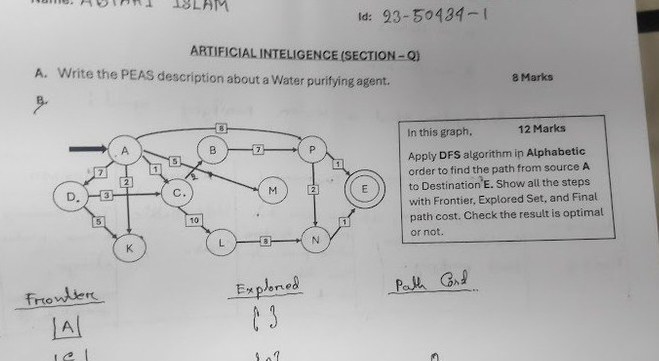 ISLAM
Id: 23-50434-1
ARTIFICIAL INTELIGENCE (SECTION – Q)
A. Write the PEAS description about a Water purifying agent. 8 Marks
B.
In this graph, 12 Marks
Apply DFS algorithm in Alphabetic
order to find the path from source A
to Destination E. Show all the steps
with Frontier, Explored Set, and Final
path cost. Check the result is optimal
or not.
8
A
B
7
P
7
2
1
5
1
D.
3
C.
M
2
E
5
10
K
L
8
N
1
Frontier Explored Path Cost
|A| { }